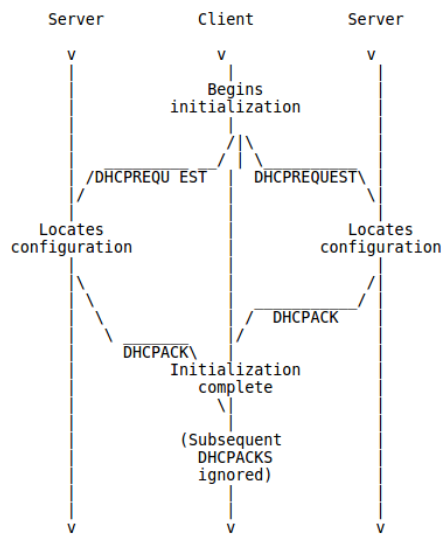 Server Client Server
v v v
Begins
initialization
DHCPREQU EST DHCPREQUEST
Locates Locates
configuration configuration
DHCPACK
DHCPACK
Initialization
complete
(Subsequent
DHCPACKS
ignored)
v v v